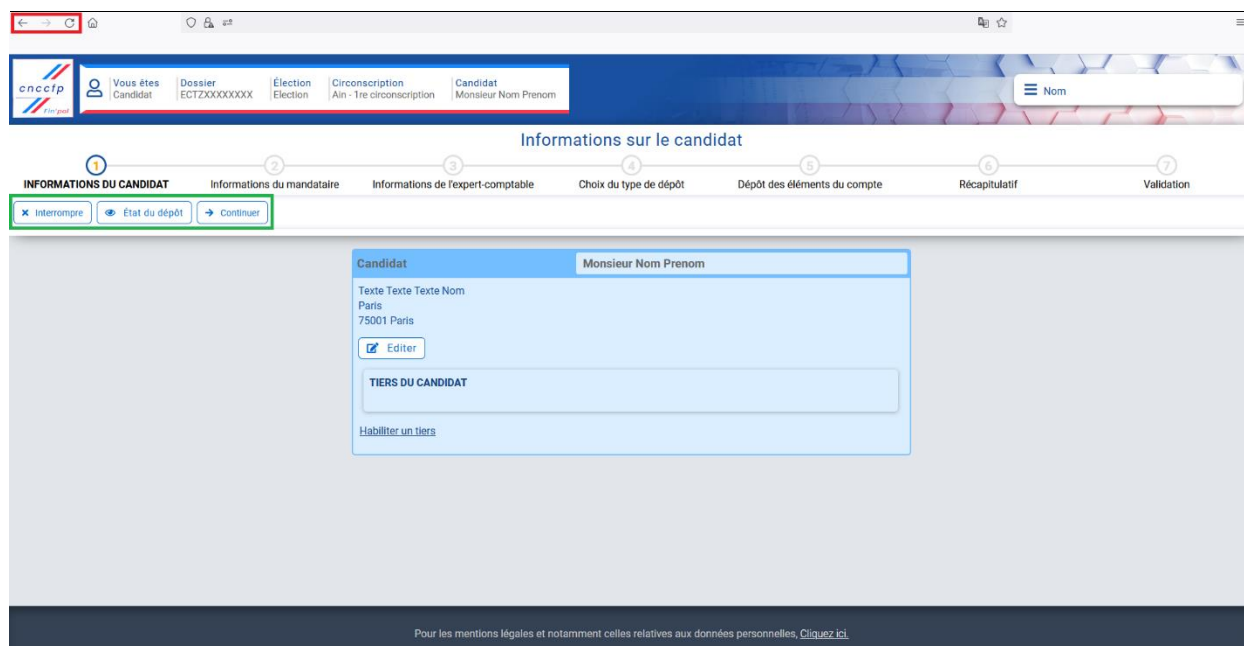 cnccfp
Fin'pol
Vous êtes
Candidat
Dossier
ECTZXXXXXXXX
Élection
Election
Circonscription
Ain - 1re circonscription
Candidat
Monsieur Nom Prenom
Nom
Informations sur le candidat
1
INFORMATIONS DU CANDIDAT
2
Informations du mandataire
3
Informations de l'expert-comptable
4
Choix du type de dépôt
5
Dépôt des éléments du compte
6
Récapitulatif
7
Validation
Interrompre
État du dépôt
Continuer
Candidat
Monsieur Nom Prenom
Texte Texte Texte Nom
Paris
75001 Paris
Editer
TIERS DU CANDIDAT
Habiliter un tiers
Pour les mentions légales et notamment celles relatives aux données personnelles, Cliquez ici.